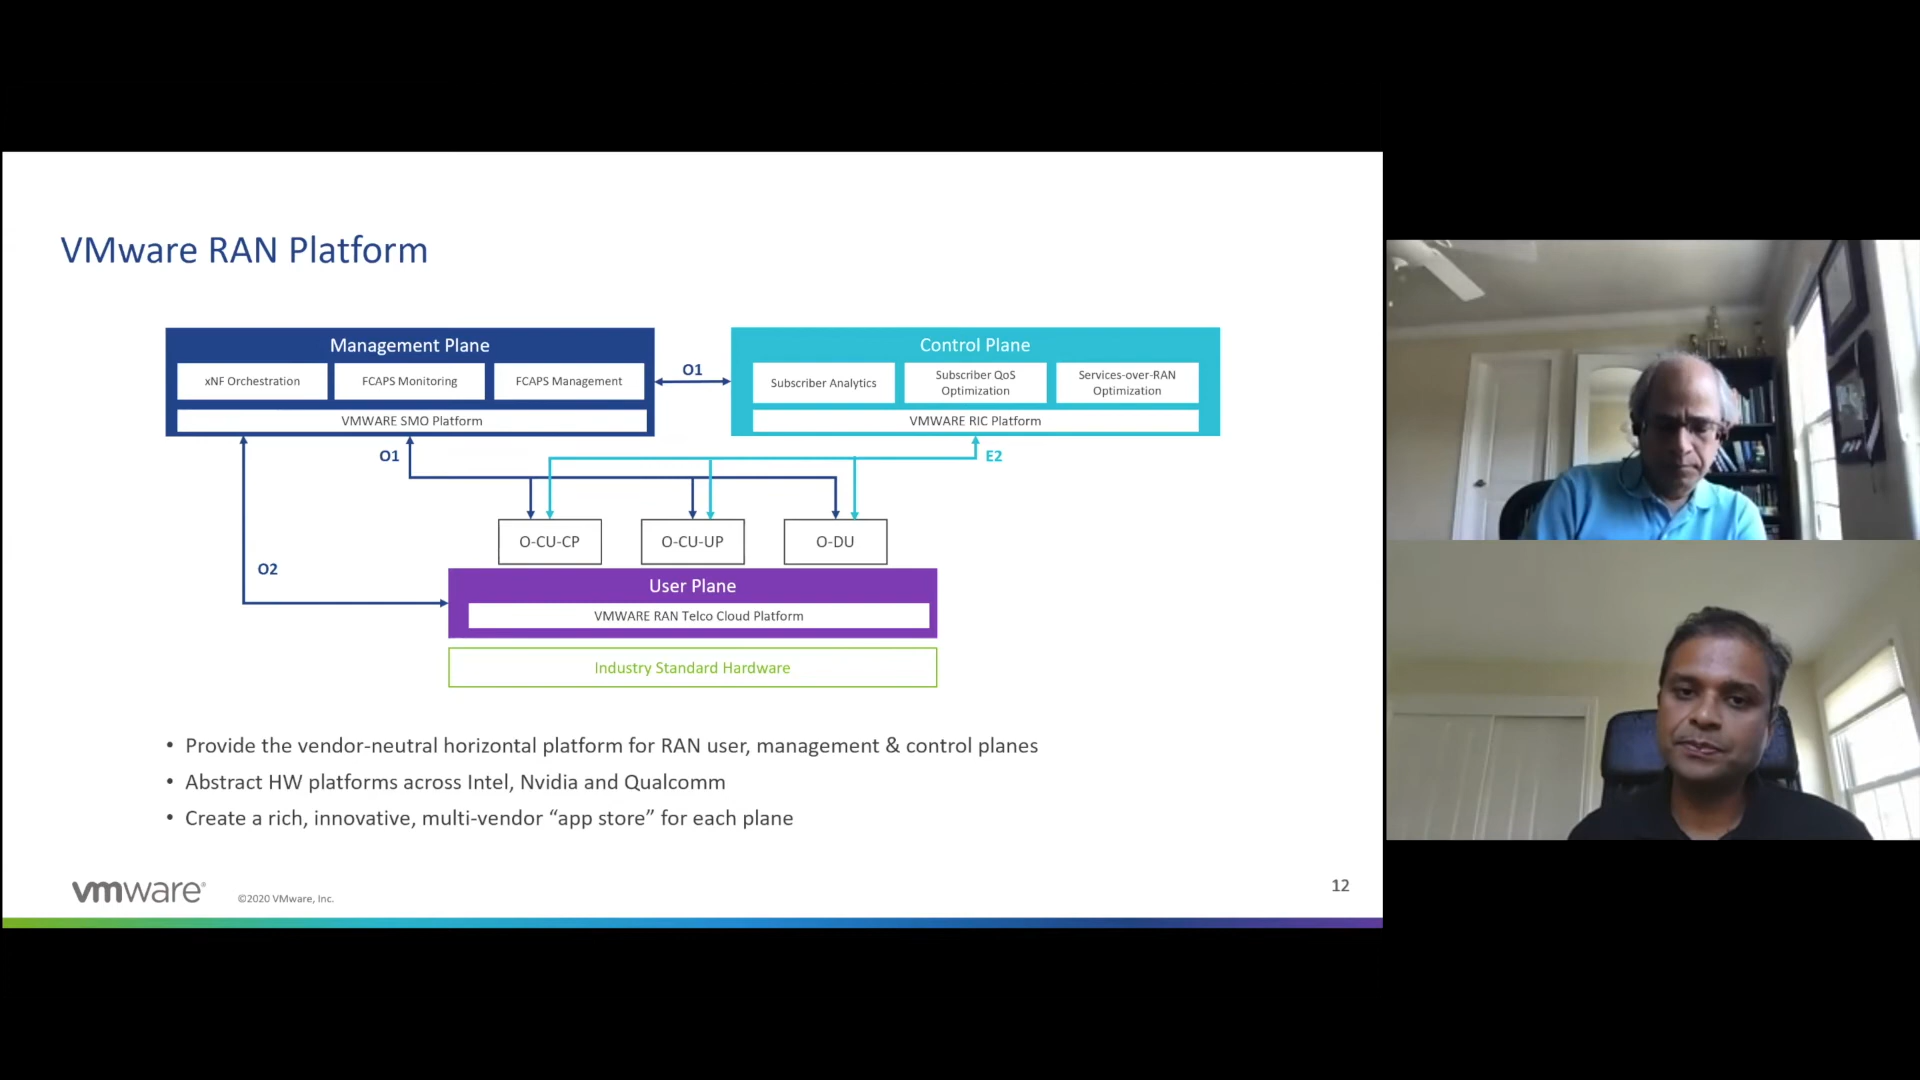 VMware RAN Platform
Management Plane
xNF Orchestration
FCAPS Monitoring
FCAPS Management
VMWARE SMO Platform
O1
Control Plane
Subscriber Analytics
Subscriber QoS
Optimization
Services-over-RAN
Optimization
VMWARE RIC Platform
O1
E2
O-CU-CP
O-CU-UP
O-DU
O2
User Plane
VMWARE RAN Telco Cloud Platform
Industry Standard Hardware
• Provide the vendor-neutral horizontal platform for RAN user, management & control planes
• Abstract HW platforms across Intel, Nvidia and Qualcomm
• Create a rich, innovative, multi-vendor “app store” for each plane
vmware®
©2020 VMware, Inc.
12